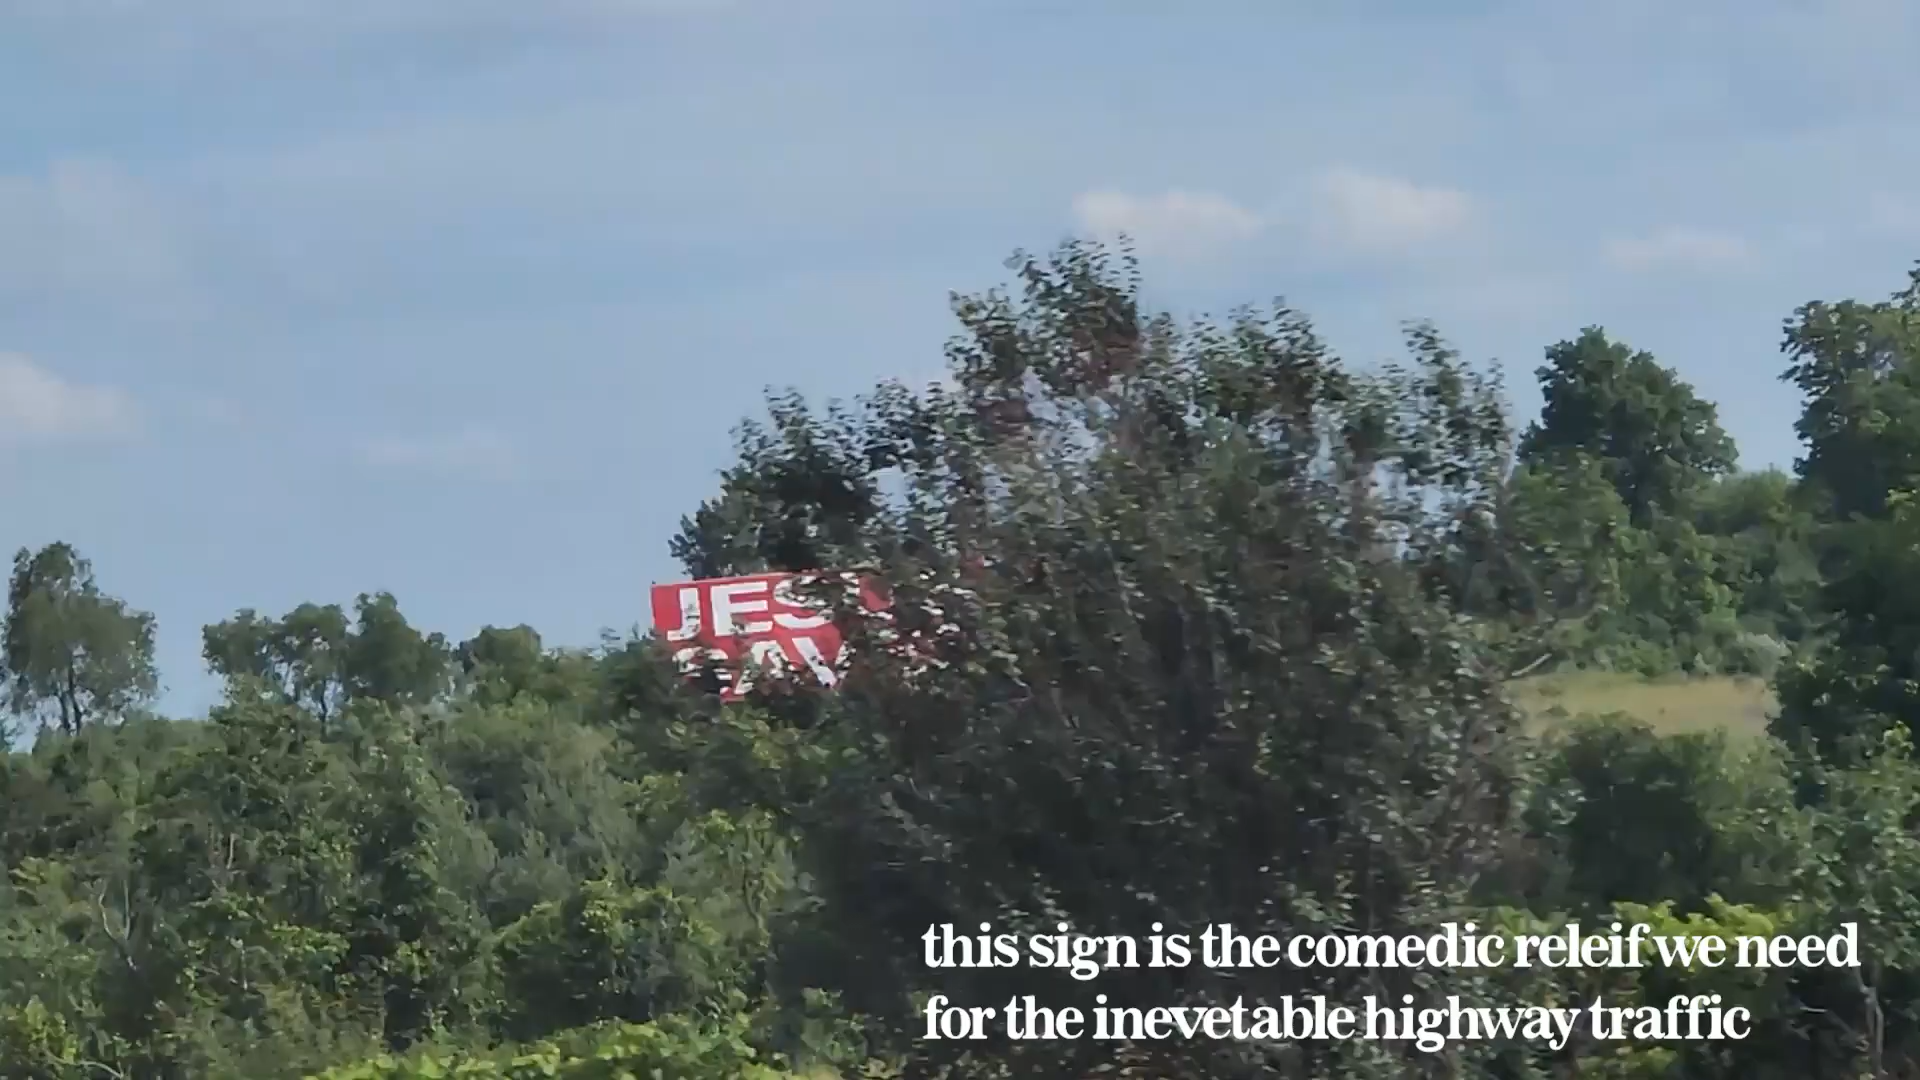 this sign is the comedic releif we need
for the inevetable highway traffic